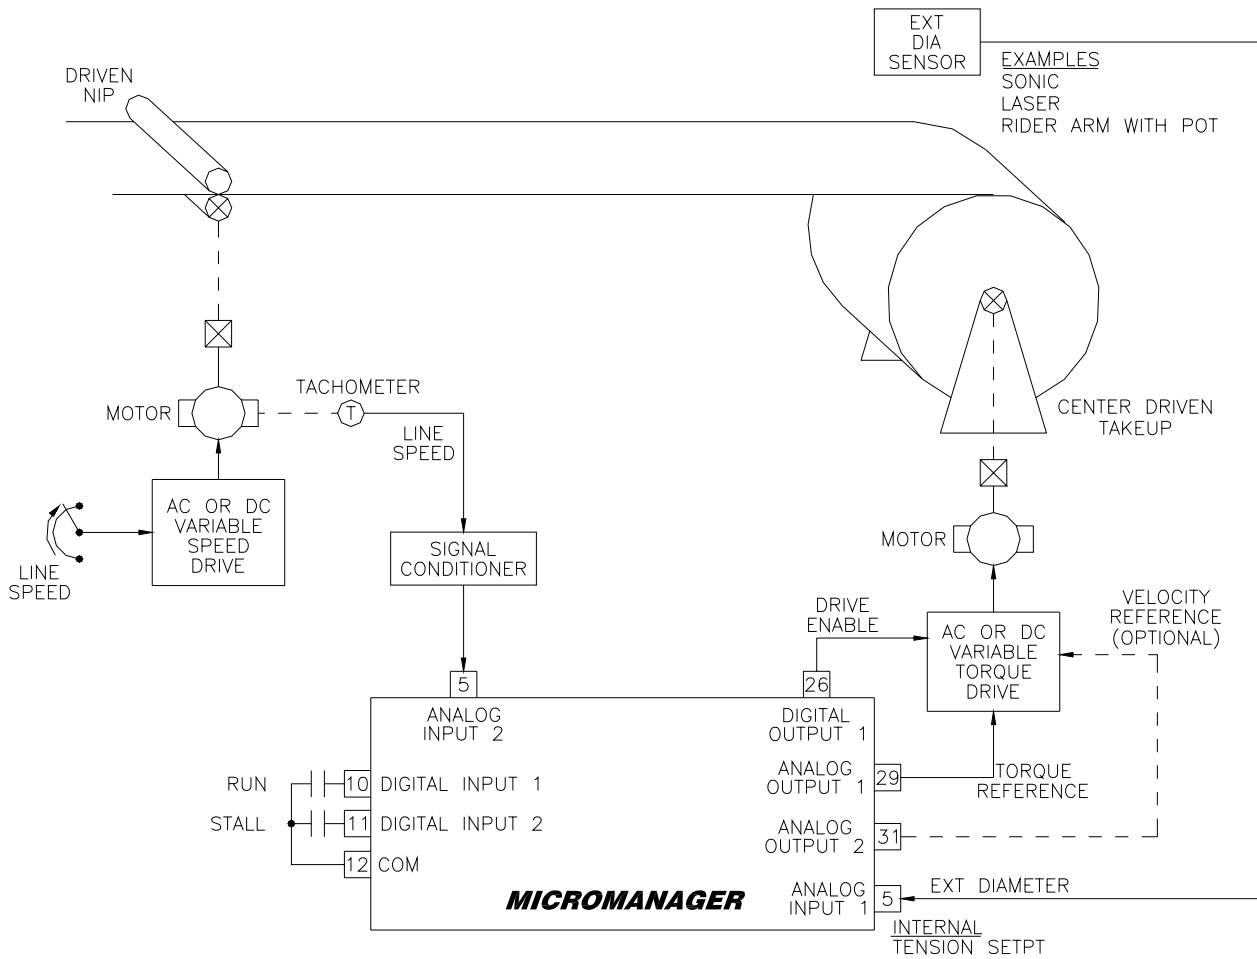 EXT
DIA
SENSOR
EXAMPLES
SONIC
LASER
RIDER ARM WITH POT
DRIVEN
NIP
TACHOMETER
MOTOR
T
LINE
SPEED
CENTER DRIVEN
TAKEUP
AC OR DC
VARIABLE
SPEED
DRIVE
LINE
SPEED
SIGNAL
CONDITIONER
MOTOR
DRIVE
ENABLE
AC OR DC
VARIABLE
TORQUE
DRIVE
VELOCITY
REFERENCE
(OPTIONAL)
5
ANALOG
INPUT 2
26
DIGITAL
OUTPUT 1
RUN
10
DIGITAL INPUT 1
STALL
11
DIGITAL INPUT 2
12
COM
ANALOG
OUTPUT 1
29
TORQUE
REFERENCE
ANALOG
OUTPUT 2
31
ANALOG
INPUT 1
5
EXT DIAMETER
MICROMANAGER
INTERNAL
TENSION SETPT